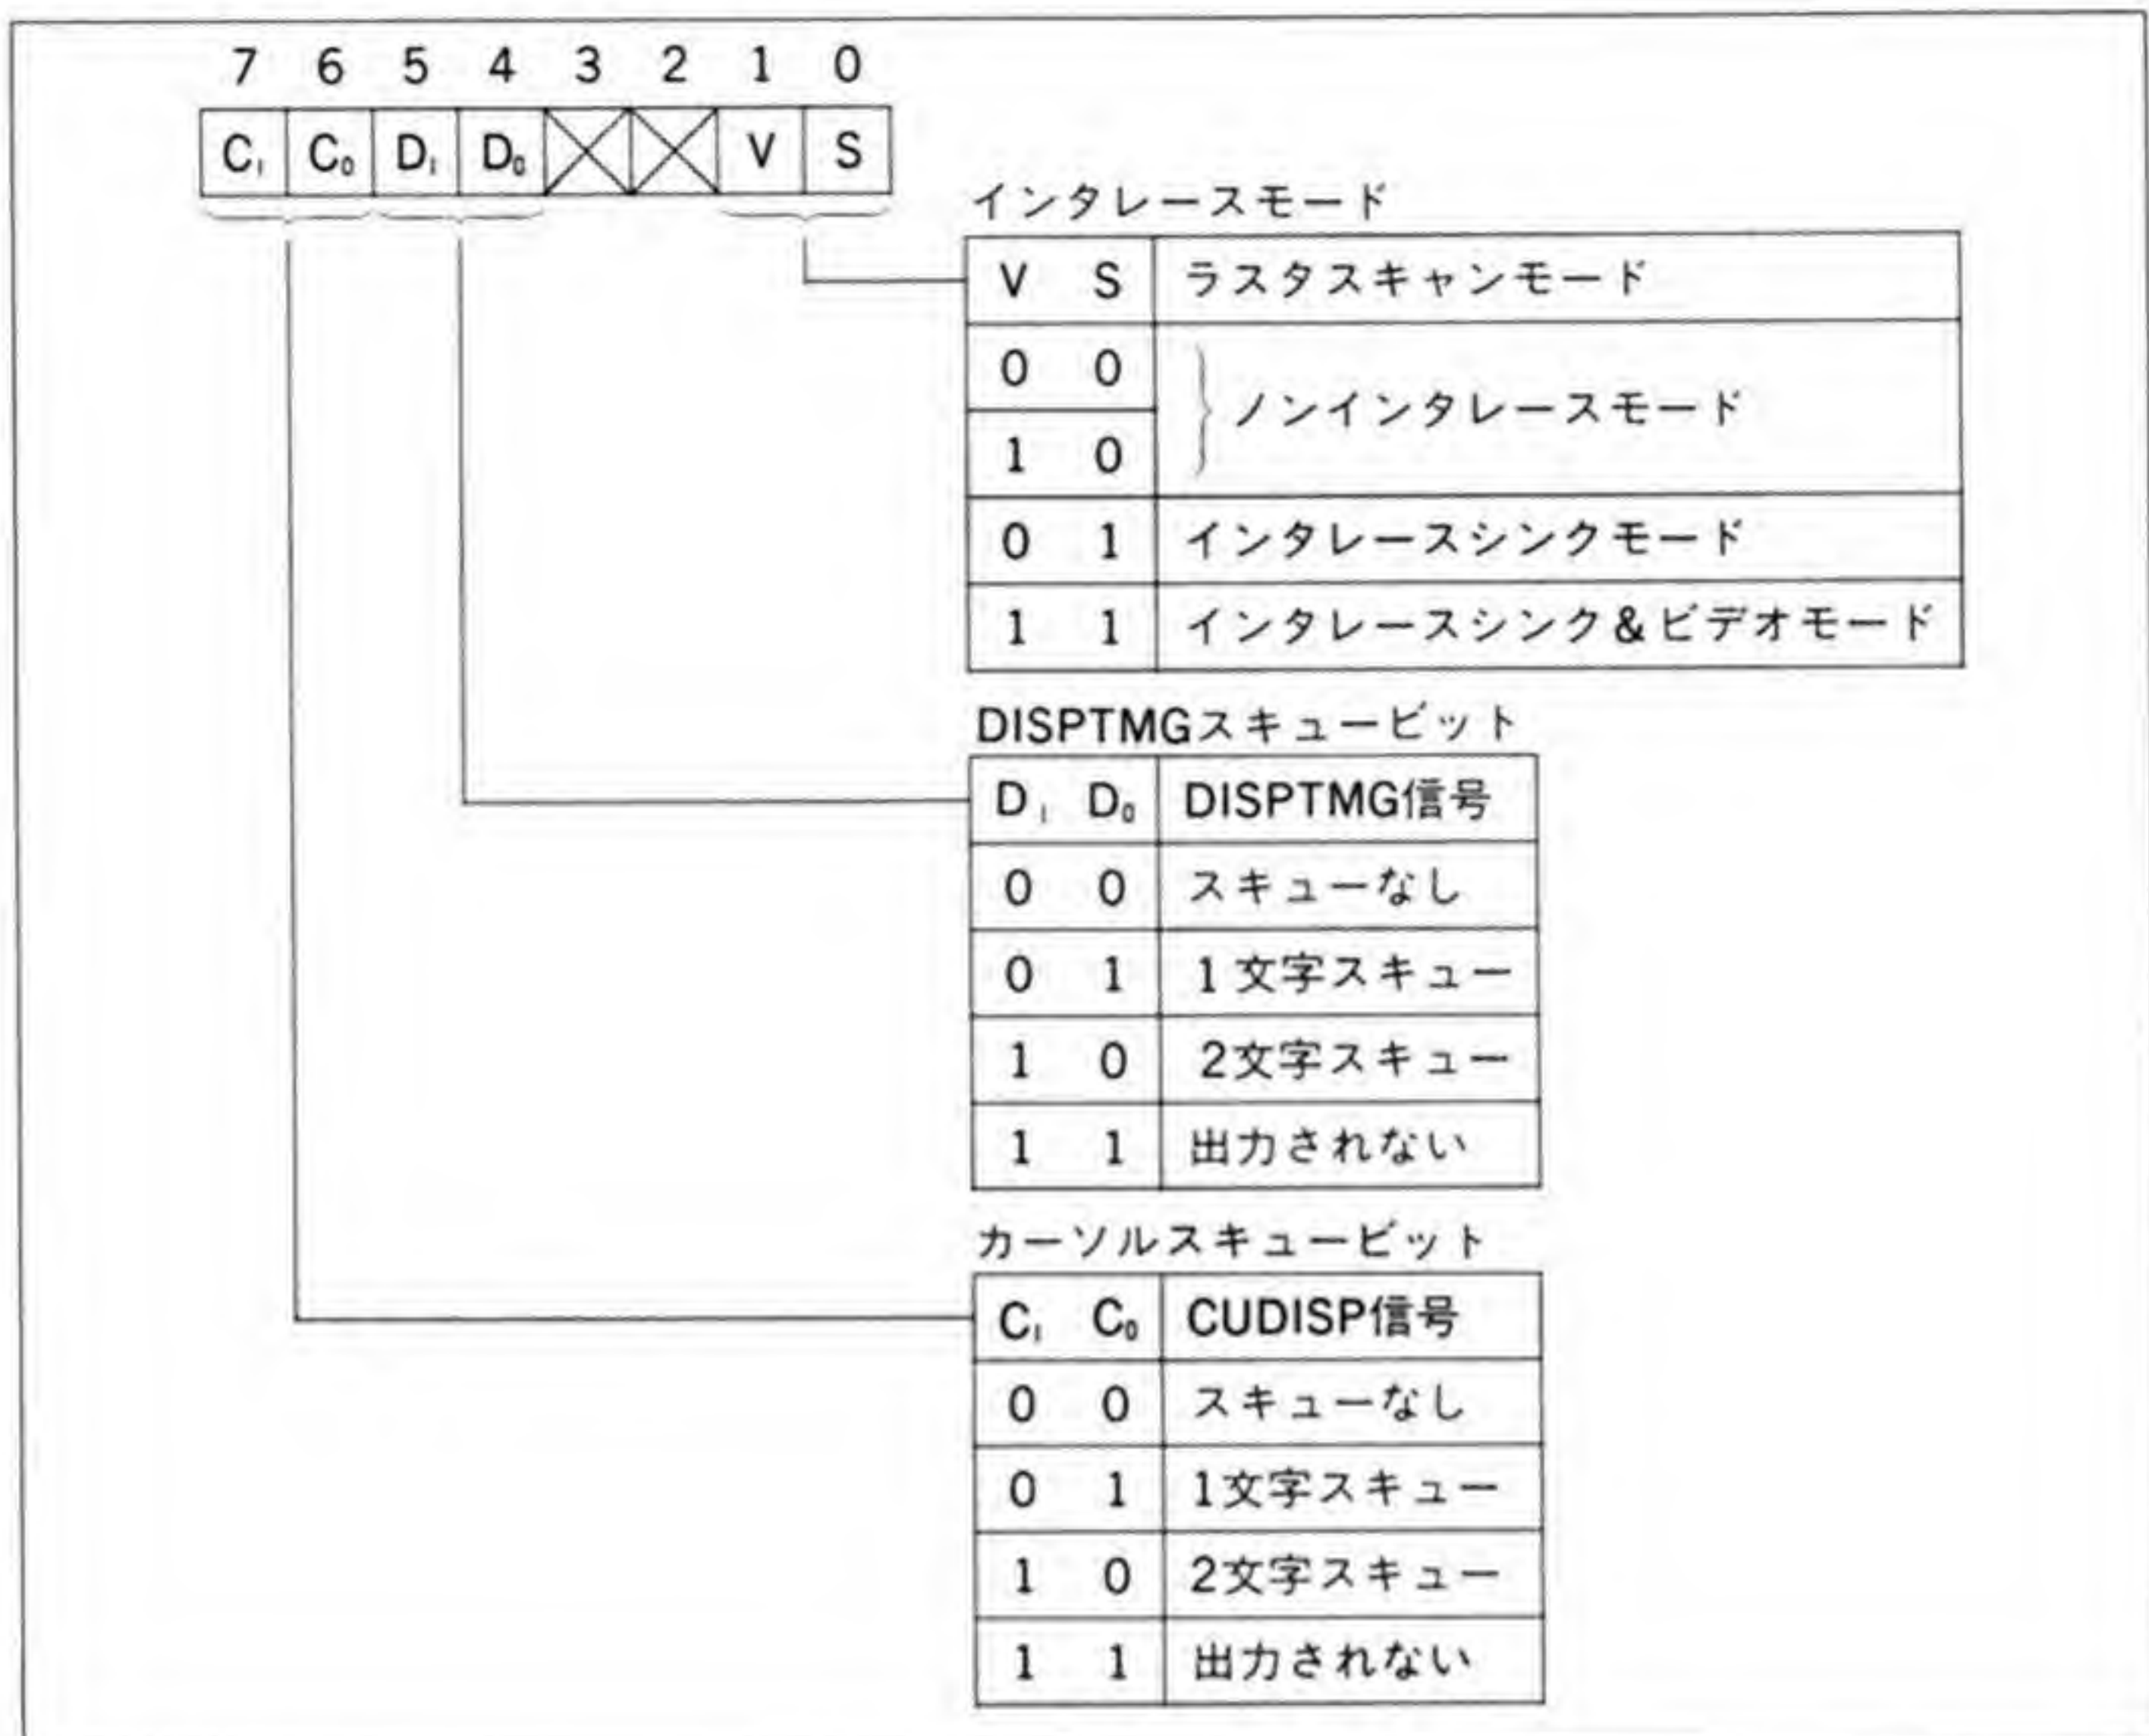 7 6 5 4 3 2 1 0
C₁ C₀ D₁ D₀ V S
インタレースモード
V S ラスタスキャンモード
0 0
ノンインタレースモード
1 0
0 1 インタレースシンクモード
1 1 インタレースシンク&ビデオモード
DISPTMGスキュービット
D₁ D₀ DISPTMG信号
0 0 スキューなし
0 1 1文字スキュー
1 0 2文字スキュー
1 1 出力されない
カーソルスキュービット
C₁ C₀ CUDISP信号
0 0 スキューなし
0 1 1文字スキュー
1 0 2文字スキュー
1 1 出力されない